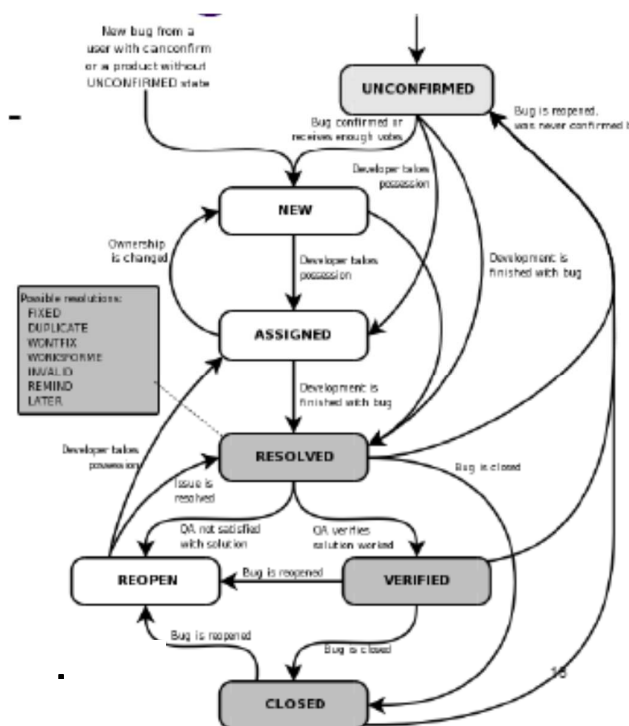 New bug from a
user with canconfirm
or a product without
UNCONFIRMED state
UNCONFIRMED
Bug confirmed or
receives enough votes
Bug is reopened,
was never confirmed
Developer takes
possession
NEW
Ownership
is changed
Developer takes
possession
Development is
finished with bug
Possible resolutions:
FIXED
DUPLICATE
WONTFIX
WORKSFORME
INVALID
REMIND
LATER
ASSIGNED
Development is
finished with bug
Developer takes
possession
RESOLVED
Bug is closed
Issue is
resolved
QA not satisfied
with solution
QA verifies
solution worked
REOPEN
Bug is reopened
VERIFIED
Bug is reopened
Bug is closed
CLOSED